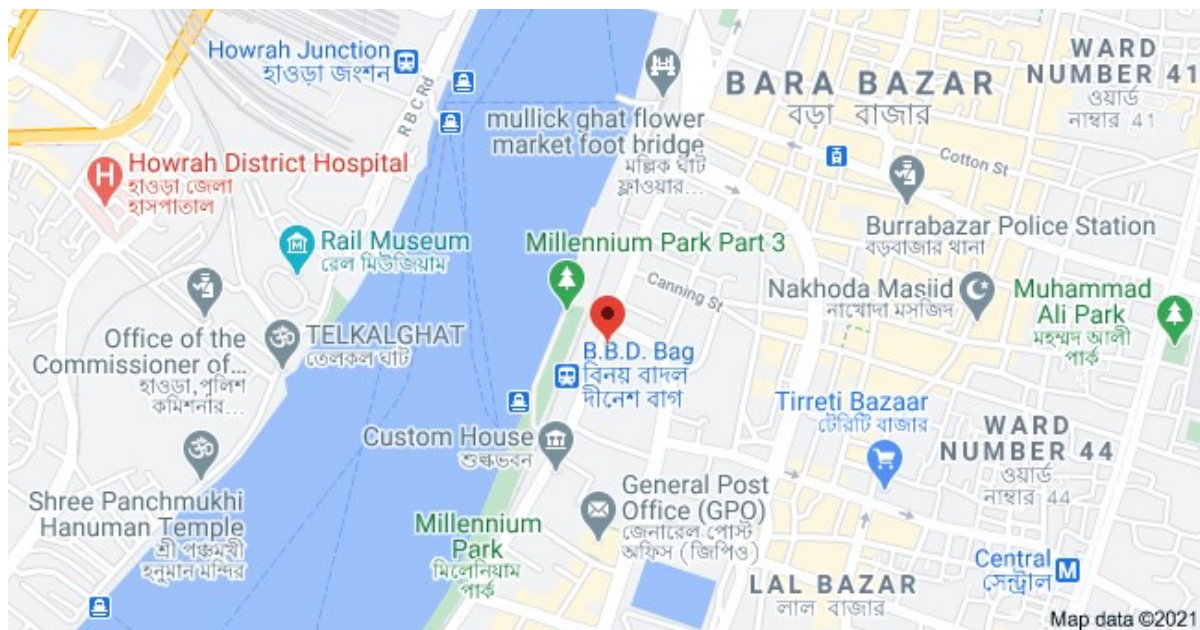 Howrah Junction
হাওড়া জংশন
RBC Rd
mullick ghat flower
market foot bridge
মল্লিক ঘাট
ফ্লাওয়ার...
BARA BAZAR
বড়া বাজার
WARD
NUMBER 41
ওয়ার্ড
নাম্বার 41
Cotton St
Howrah District Hospital
হাওড়া জেলা
হাসপাতাল
Burrabazar Police Station
বড়বাজার থানা
Rail Museum
রেল মিউজিয়াম
Millennium Park Part 3
Canning St
Nakhoda Masjid
নাখোদা মসজিদ
Muhammad
Ali Park
মহম্মদ আলী
পার্ক
Office of the
Commissioner of...
হাওড়া,পুলিশ
কমিশনার...
TELKALGHAT
তেলকল ঘাট
B.B.D. Bag
বিনয় বাদল
দীনেশ বাগ
Tirreti Bazaar
টেরিটি বাজার
WARD
NUMBER 44
ওয়ার্ড
নাম্বার 44
Custom House
শুল্কভবন
Shree Panchmukhi
Hanuman Temple
শ্রী পঞ্চমুখী
হনুমান মন্দির
General Post
Office (GPO)
জেনারেল পোস্ট
অফিস (জিপিও)
Millennium
Park
মিলেনিয়াম
পার্ক
Central
সেন্ট্রাল
M
LAL BAZAR
লাল বাজার
Map data ©2021